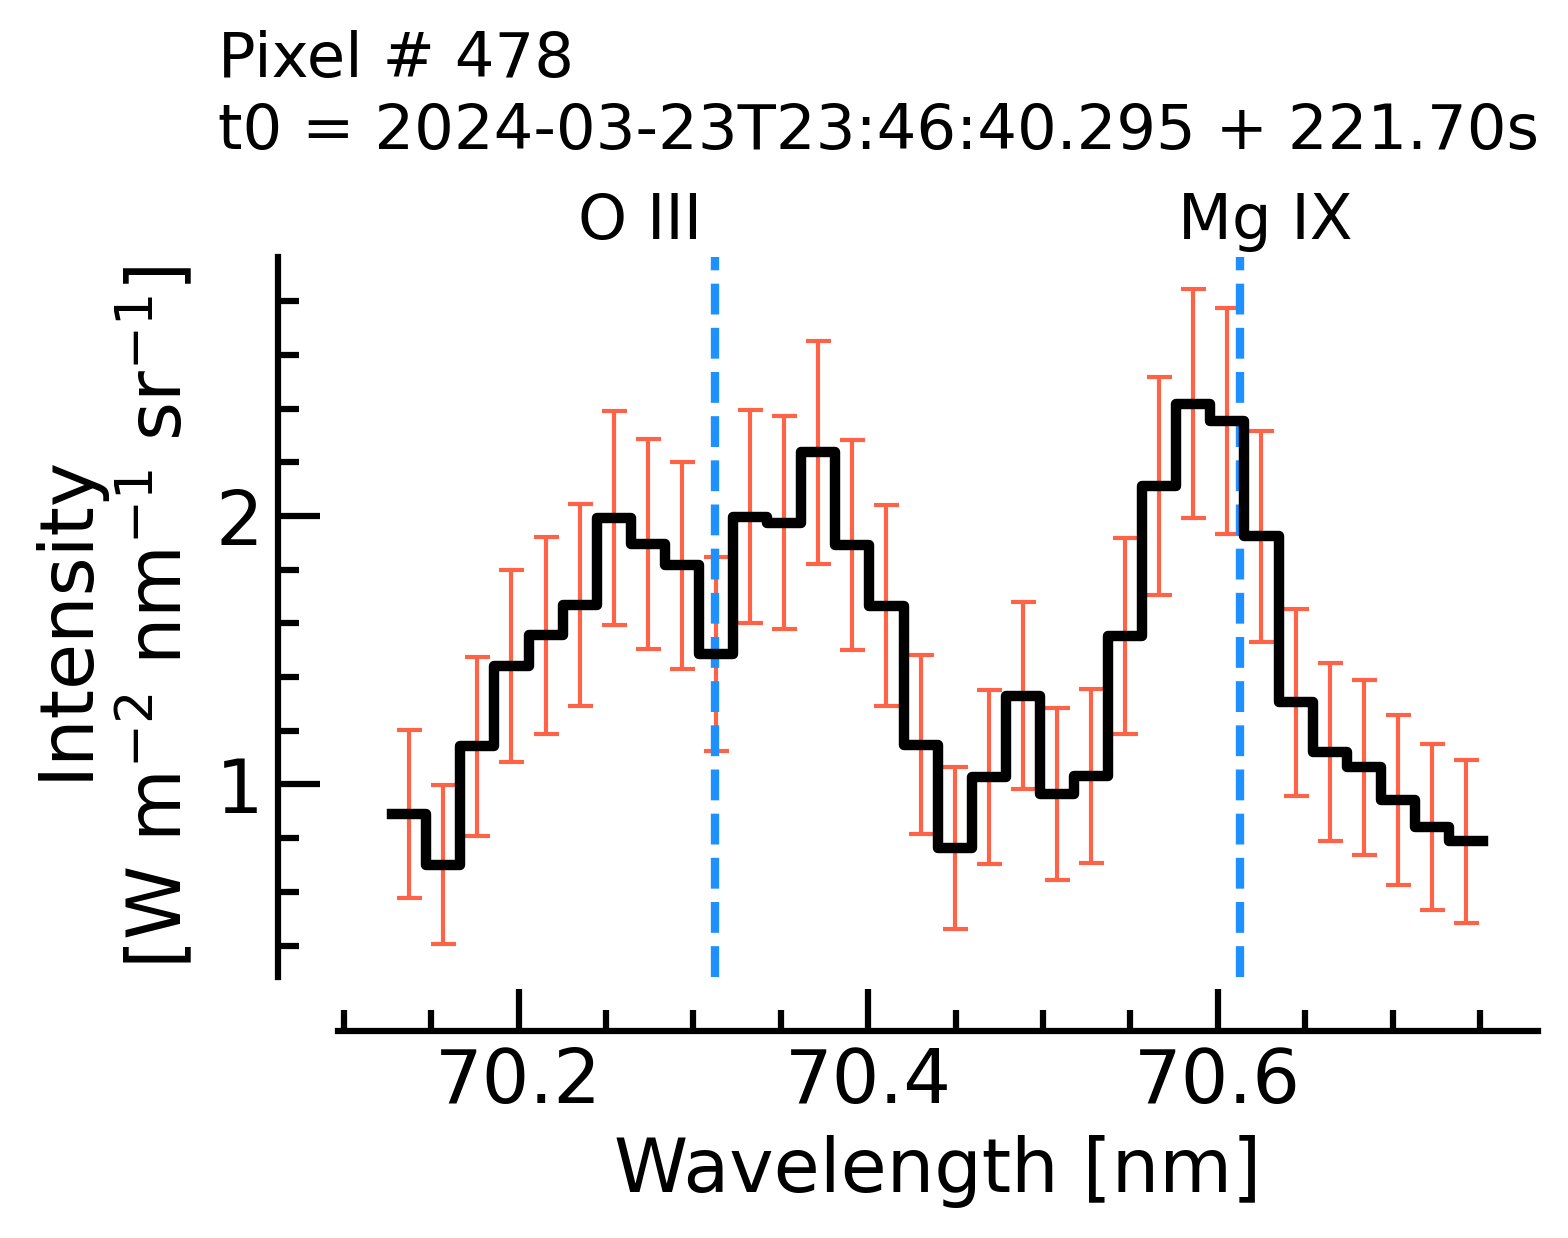 Pixel # 478
t0 = 2024-03-23T23:46:40.295 + 221.70s
O III
Mg IX
Intensity
[W m⁻² nm⁻¹ sr⁻¹]
2
1
70.2
70.4
70.6
Wavelength [nm]